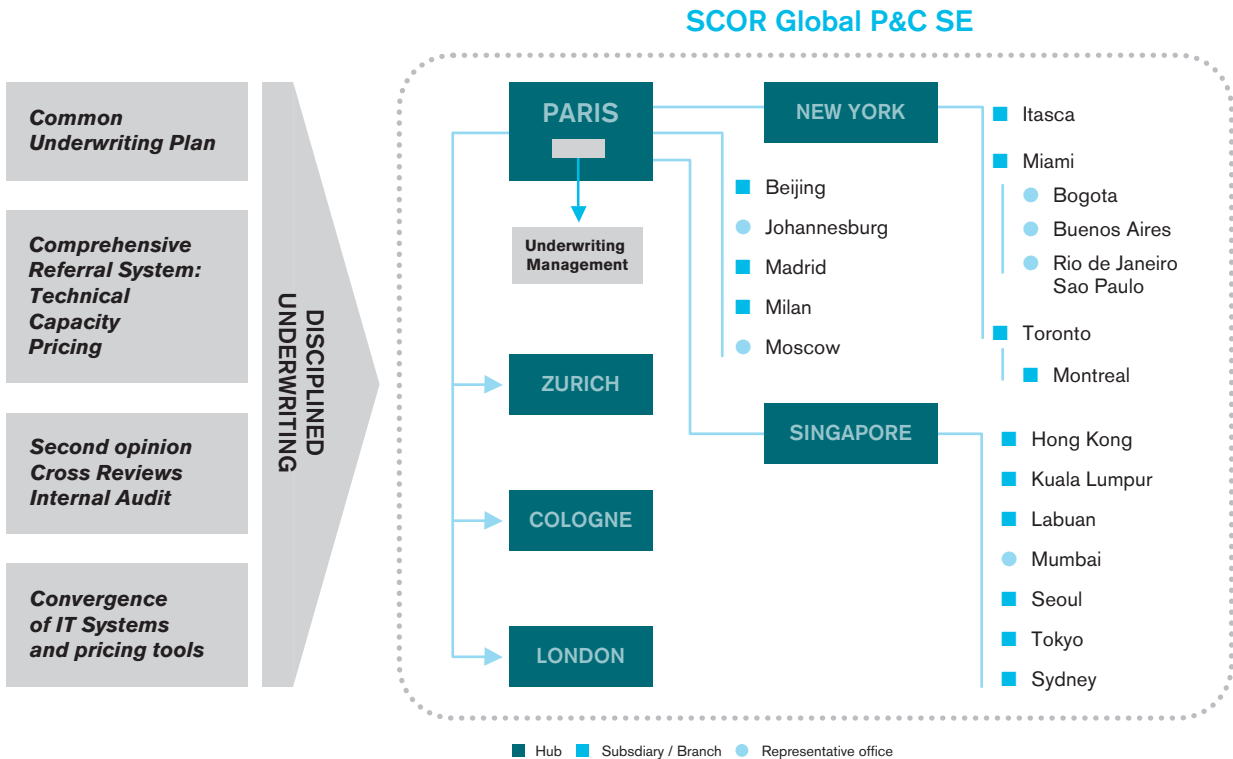 SCOR Global P&C SE
Common
Underwriting Plan
Comprehensive
Referral System:
Technical
Capacity
Pricing
Second opinion
Cross Reviews
Internal Audit
Convergence
of IT Systems
and pricing tools
DISCIPLINED
UNDERWRITING
PARIS
Underwriting
Management
ZURICH
COLOGNE
LONDON
Beijing
Johannesburg
Madrid
Milan
Moscow
NEW YORK
Itasca
Miami
Bogota
Buenos Aires
Rio de Janeiro
Sao Paulo
Toronto
Montreal
SINGAPORE
Hong Kong
Kuala Lumpur
Labuan
Mumbai
Seoul
Tokyo
Sydney
Hub Subsdiary / Branch Representative office